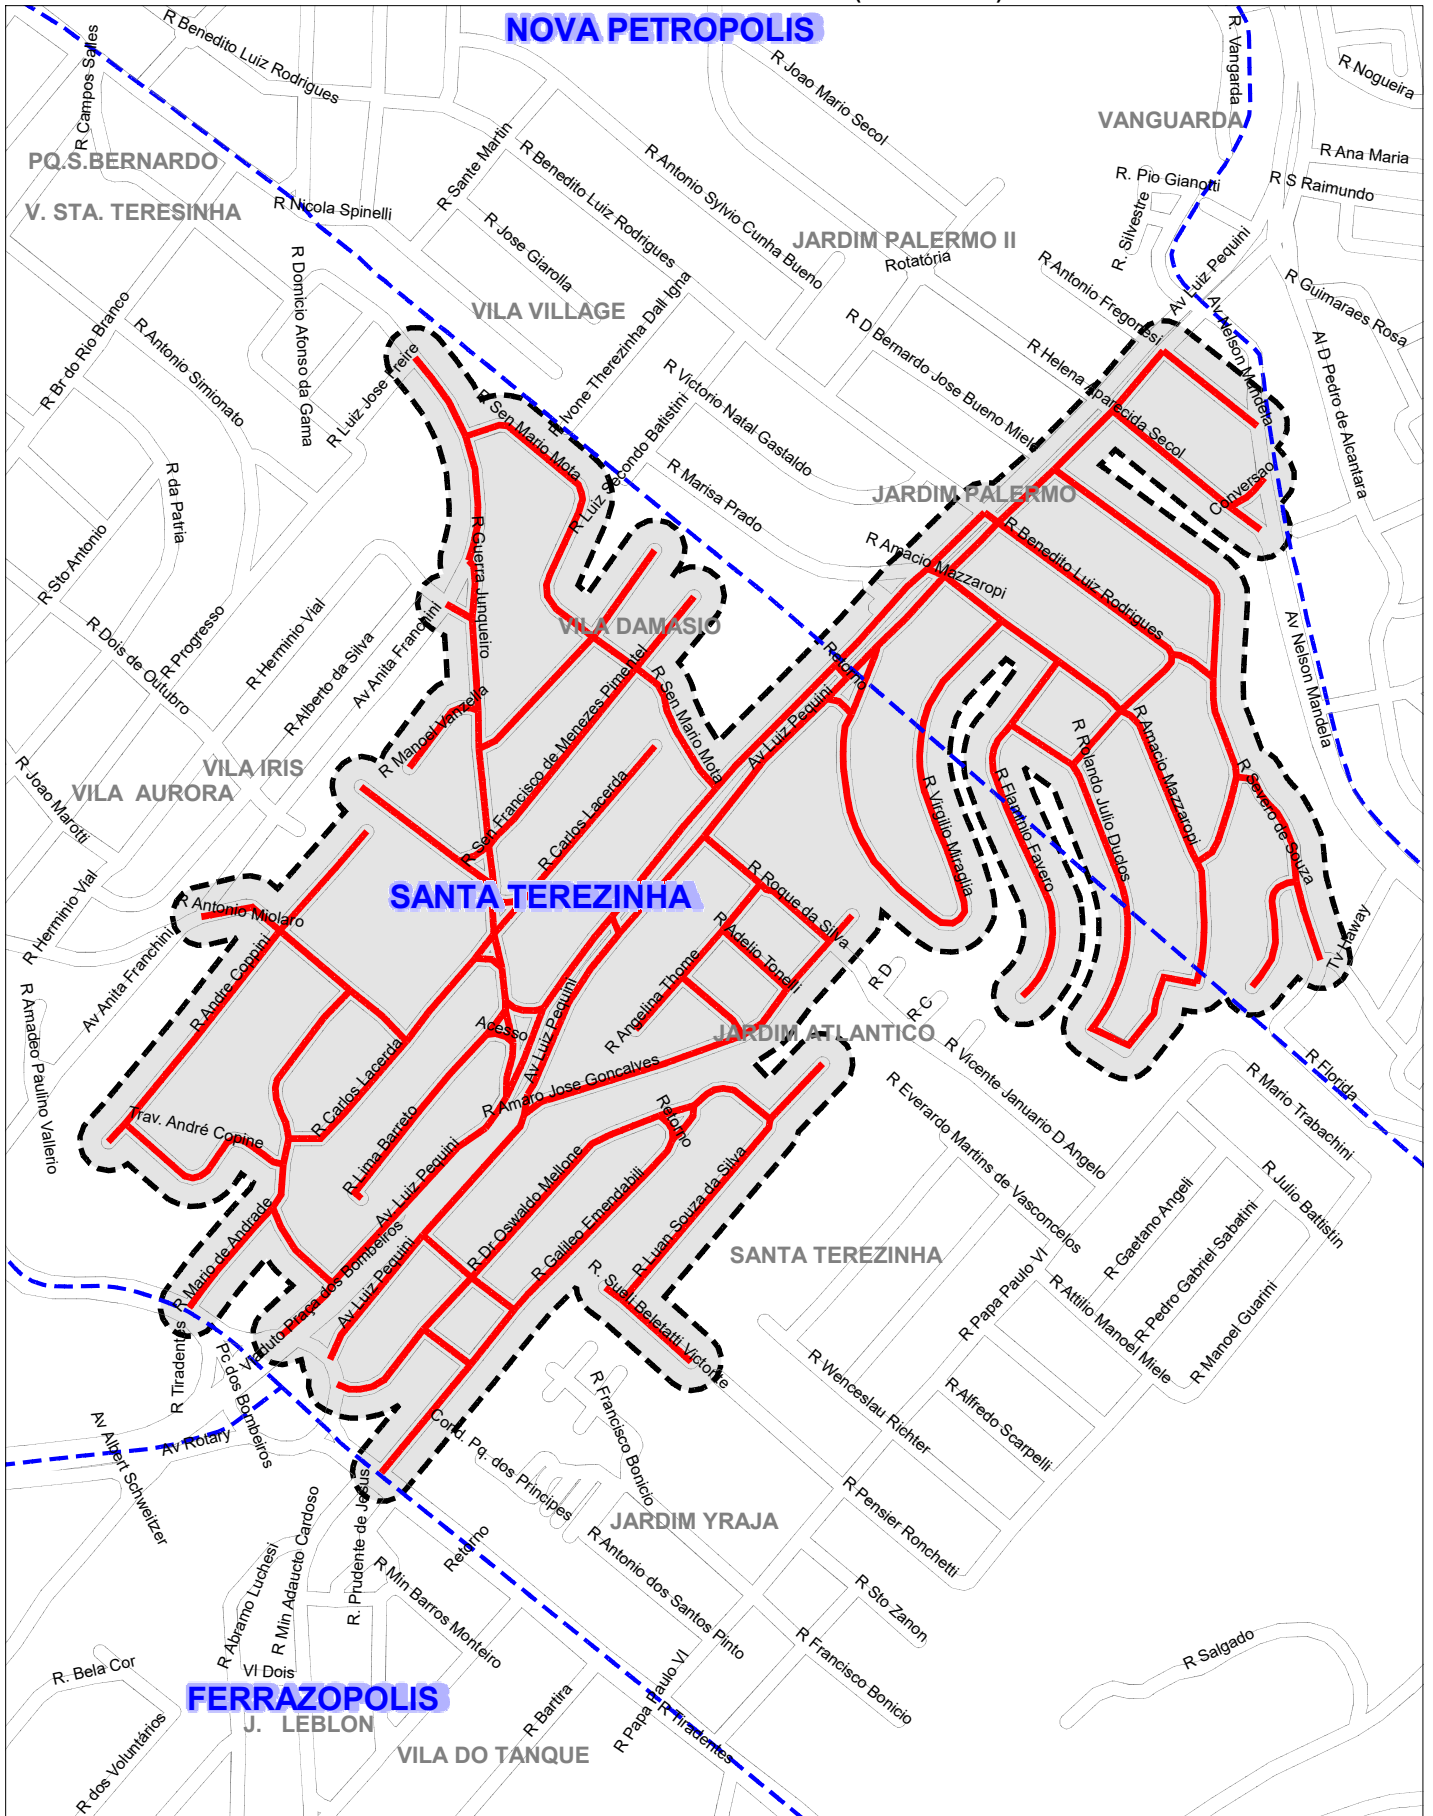 NOVA PETROPOLIS
R Benedito Luiz Rodrigues
R Campos Salles
R Joao Mario Secol
R. Vangarda
R Nogueira
VANGUARDA
PQ.S.BERNARDO
R Sante Martin
R Benedito Luiz Rodrigues
R Antonio Sylvio Cunha Bueno
R Ana Maria
R. Pio Gianotti
R S Raimundo
V. STA. TERESINHA
R Nicola Spinelli
R Jose Giarolla
JARDIM PALERMO II
Rotatória
R. Silvestre
Av Luiz Pequini
R Antonio Fregonesi
R Guimaraes Rosa
R Domicio Afonso da Gama
VILA VILLAGE
R Ivone Therezinha Dall Igna
R D Bernardo Jose Bueno Miele
R Helena Aparecida Secol
Av Nelson Mandela
Al D Pedro de Alcantara
R Br do Rio Branco
R Antonio Simionato
R Luiz Jose Freire
R Victorio Natal Gastaldo
R Sen Mario Mota
R Luiz Secondo Batistini
R Marisa Prado
JARDIM PALERMO
Conversao
R da Patria
R Sto Antonio
R Guerra Junqueiro
R Amacio Mazzaropi
R Benedito Luiz Rodrigues
R Dois de Outubro
R Progresso
R Herminio Vial
R Alberto da Silva
Av Anita Franchini
VILA DAMASIO
Retorno
Av Nelson Mandela
R Manoel Vanzella
R Sen Francisco de Menezes Pimentel
R Sen Mario Mota
Av Luiz Pequini
R Joao Marotti
VILA IRIS
VILA AURORA
R Carlos Lacerda
R Virgilio Miraglia
R Flaminio Favero
R Rolando Julio Duclos
R Amacio Mazzaropi
R Severo de Souza
R Herminio Vial
R Antonio Miolaro
SANTA TEREZINHA
R Roque da Silva
R Adelio Tonelli
R Angelina Thome
Tv Haway
Av Anita Franchini
R Andre Coppini
R D
R C
R Amadeo Paulino Vallerio
Acesso
Av Luiz Pequini
JARDIM ATLANTICO
R Vicente Januario D Angelo
R Florida
R Mario Trabachini
R Amaro Jose Goncalves
R Everardo Martins de Vasconcelos
Trav. André Copine
R Carlos Lacerda
R Lima Barreto
Retorno
R Julio Battistin
R Mario de Andrade
Av. Luiz Pequini
R Dr Oswaldo Mellone
R Galileo Emendabili
R Luan Souza da Silva
R Gaetano Angeli
R Pedro Gabriel Sabatini
SANTA TEREZINHA
R Papa Paulo VI
R Attilio Manoel Miele
R Manoel Guarini
Viaduto Praça dos Bombeiros
Av Luiz Pequini
R. Sueli Beletatti Victorite
R Tiradentes
Pc dos Bombeiros
R Wenceslau Richter
R Alfredo Scarpelli
R Francisco Bonicio
Cond. Pq. dos Principes
Av Albert Schweitzer
Av Rotary
R Pensier Ronchetti
R. Prudente de Jesus
JARDIM YRAJA
R Abramo Luchesi
R Min Adaucto Cardoso
Retorno
R Min Barros Monteiro
R Antonio dos Santos Pinto
R Sto Zanon
R Francisco Bonicio
R Salgado
R. Bela Cor
Vl Dois
FERRAZOPOLIS
J. LEBLON
R Bartira
R Papa Paulo VI
R Tiradentes
VILA DO TANQUE
R dos Voluntários